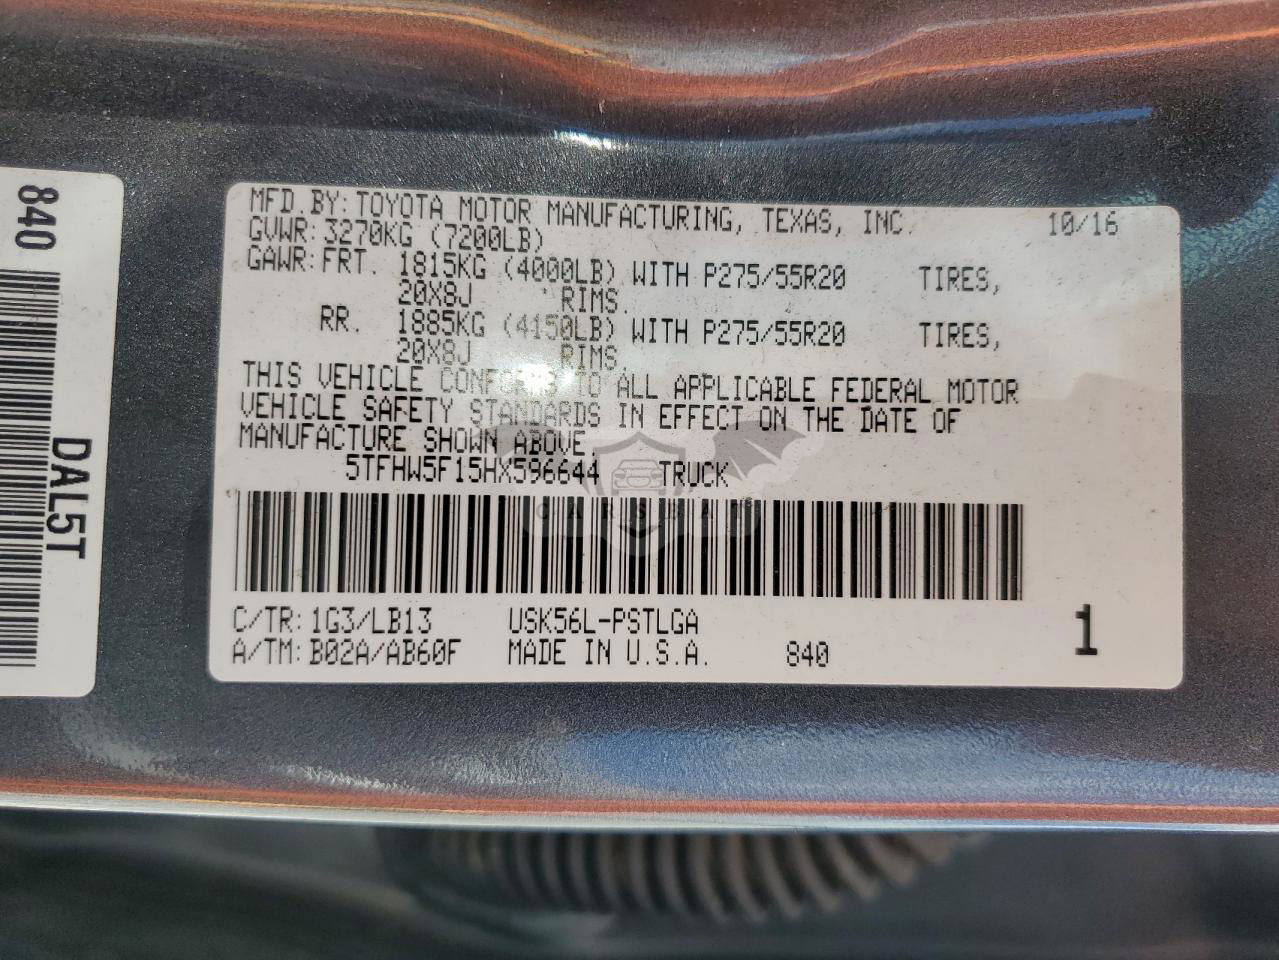 840
DAL5T
MFD.BY:TOYOTA MOTOR MANUFACTURING, TEXAS, INC. 10/16
GVWR:3270KG (7200LB)
GAWR:FRT. 1815KG (4000LB) WITH P275/55R20 TIRES,
20X8J RIMS.
RR. 1885KG (4150LB) WITH P275/55R20 TIRES,
20X8J RIMS.
THIS VEHICLE CONFORMS TO ALL APPLICABLE FEDERAL MOTOR
VEHICLE SAFETY STANDARDS IN EFFECT ON THE DATE OF
MANUFACTURE SHOWN ABOVE.
5TFHW5F15HX596644 TRUCK
CARSBAT
C/TR:1G3/LB13 USK56L-PSTLGA
A/TM:B02A/AB60F MADE IN U.S.A. 840
1